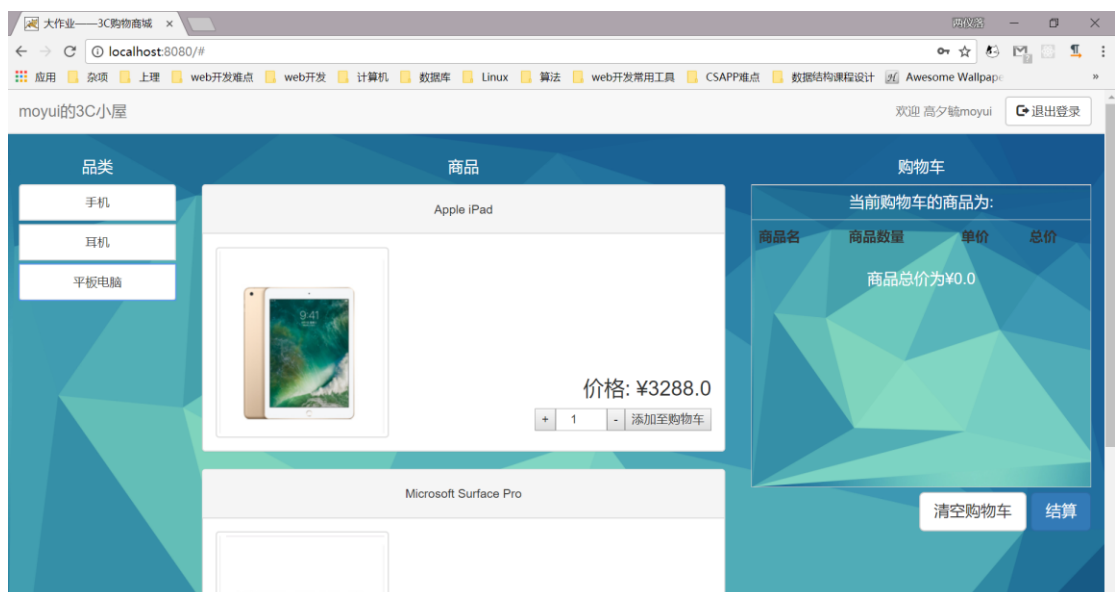 大作业——3C购物商城
两仪落
localhost:8080/#
应用 杂项 上理 web开发难点 web开发 计算机 数据库 Linux 算法 web开发常用工具 CSAPP难点 数据结构课程设计 Awesome Wallpape
moyui的3C小屋
欢迎 高夕毓moyui 退出登录
品类
手机
耳机
平板电脑
商品
Apple iPad
9:41
价格: ¥3288.0
+ 1 - 添加至购物车
Microsoft Surface Pro
购物车
当前购物车的商品为:
商品名 商品数量 单价 总价
商品总价为¥0.0
清空购物车 结算